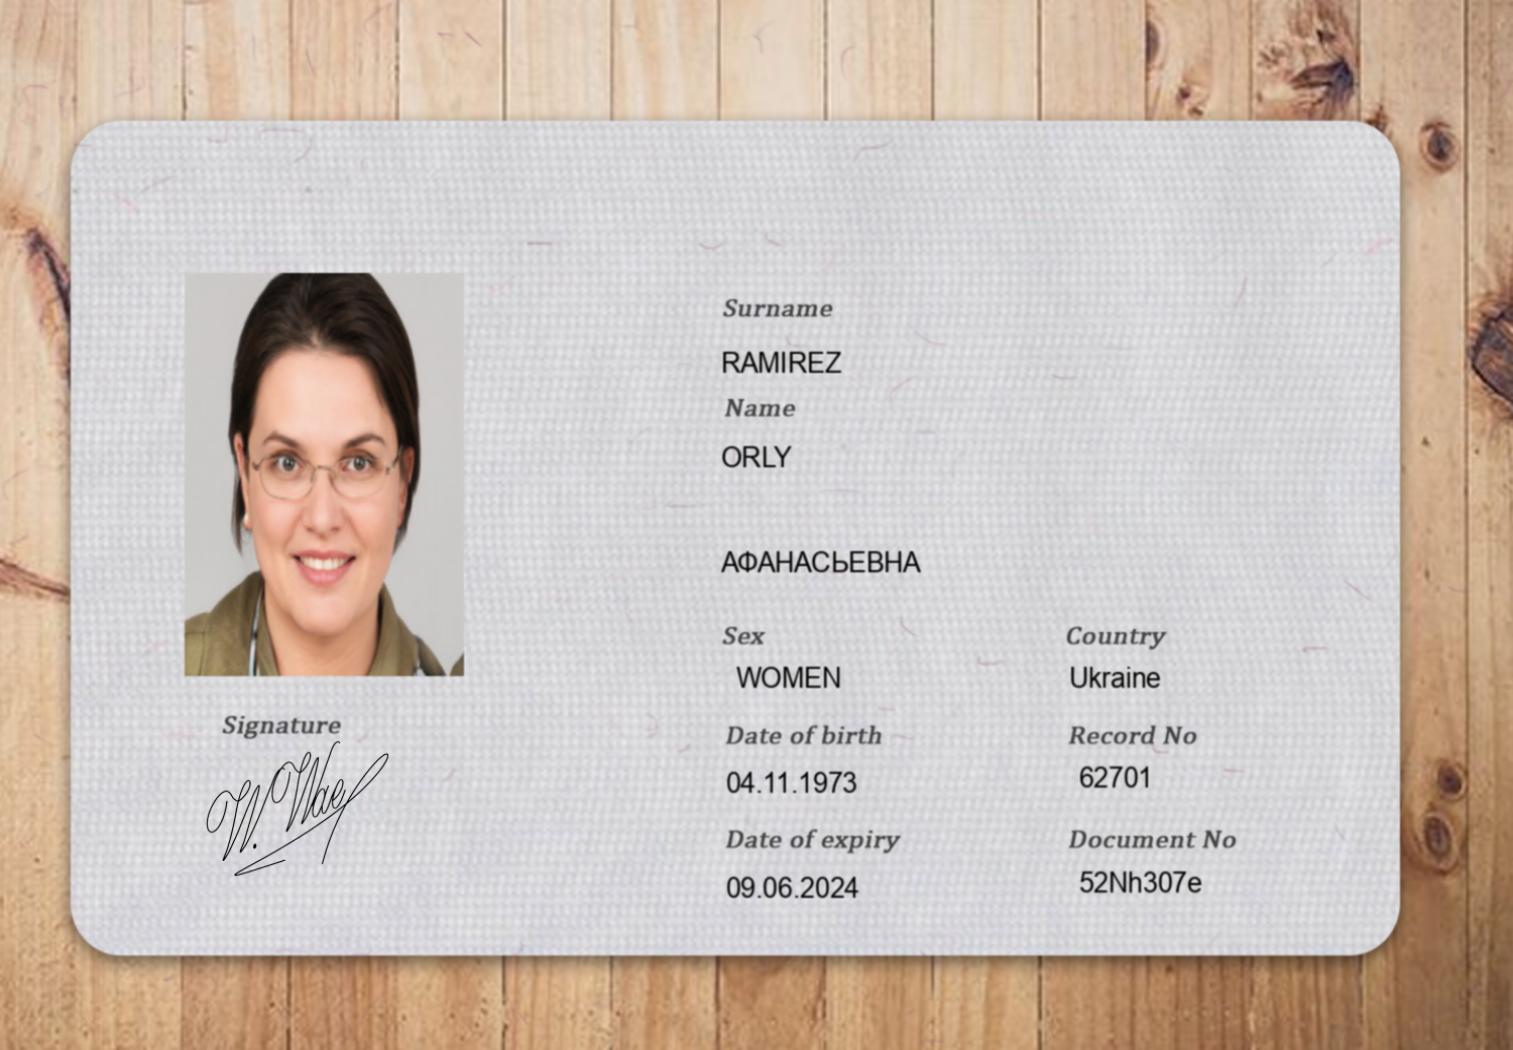 Surname
RAMIREZ
Name
ORLY
АФАНАСЬЕВНА
Sex
Country
WOMEN
Ukraine
Date of birth
Record No
04.11.1973
62701
Date of expiry
Document No
09.06.2024
52Nh307e
Signature
W. Wae